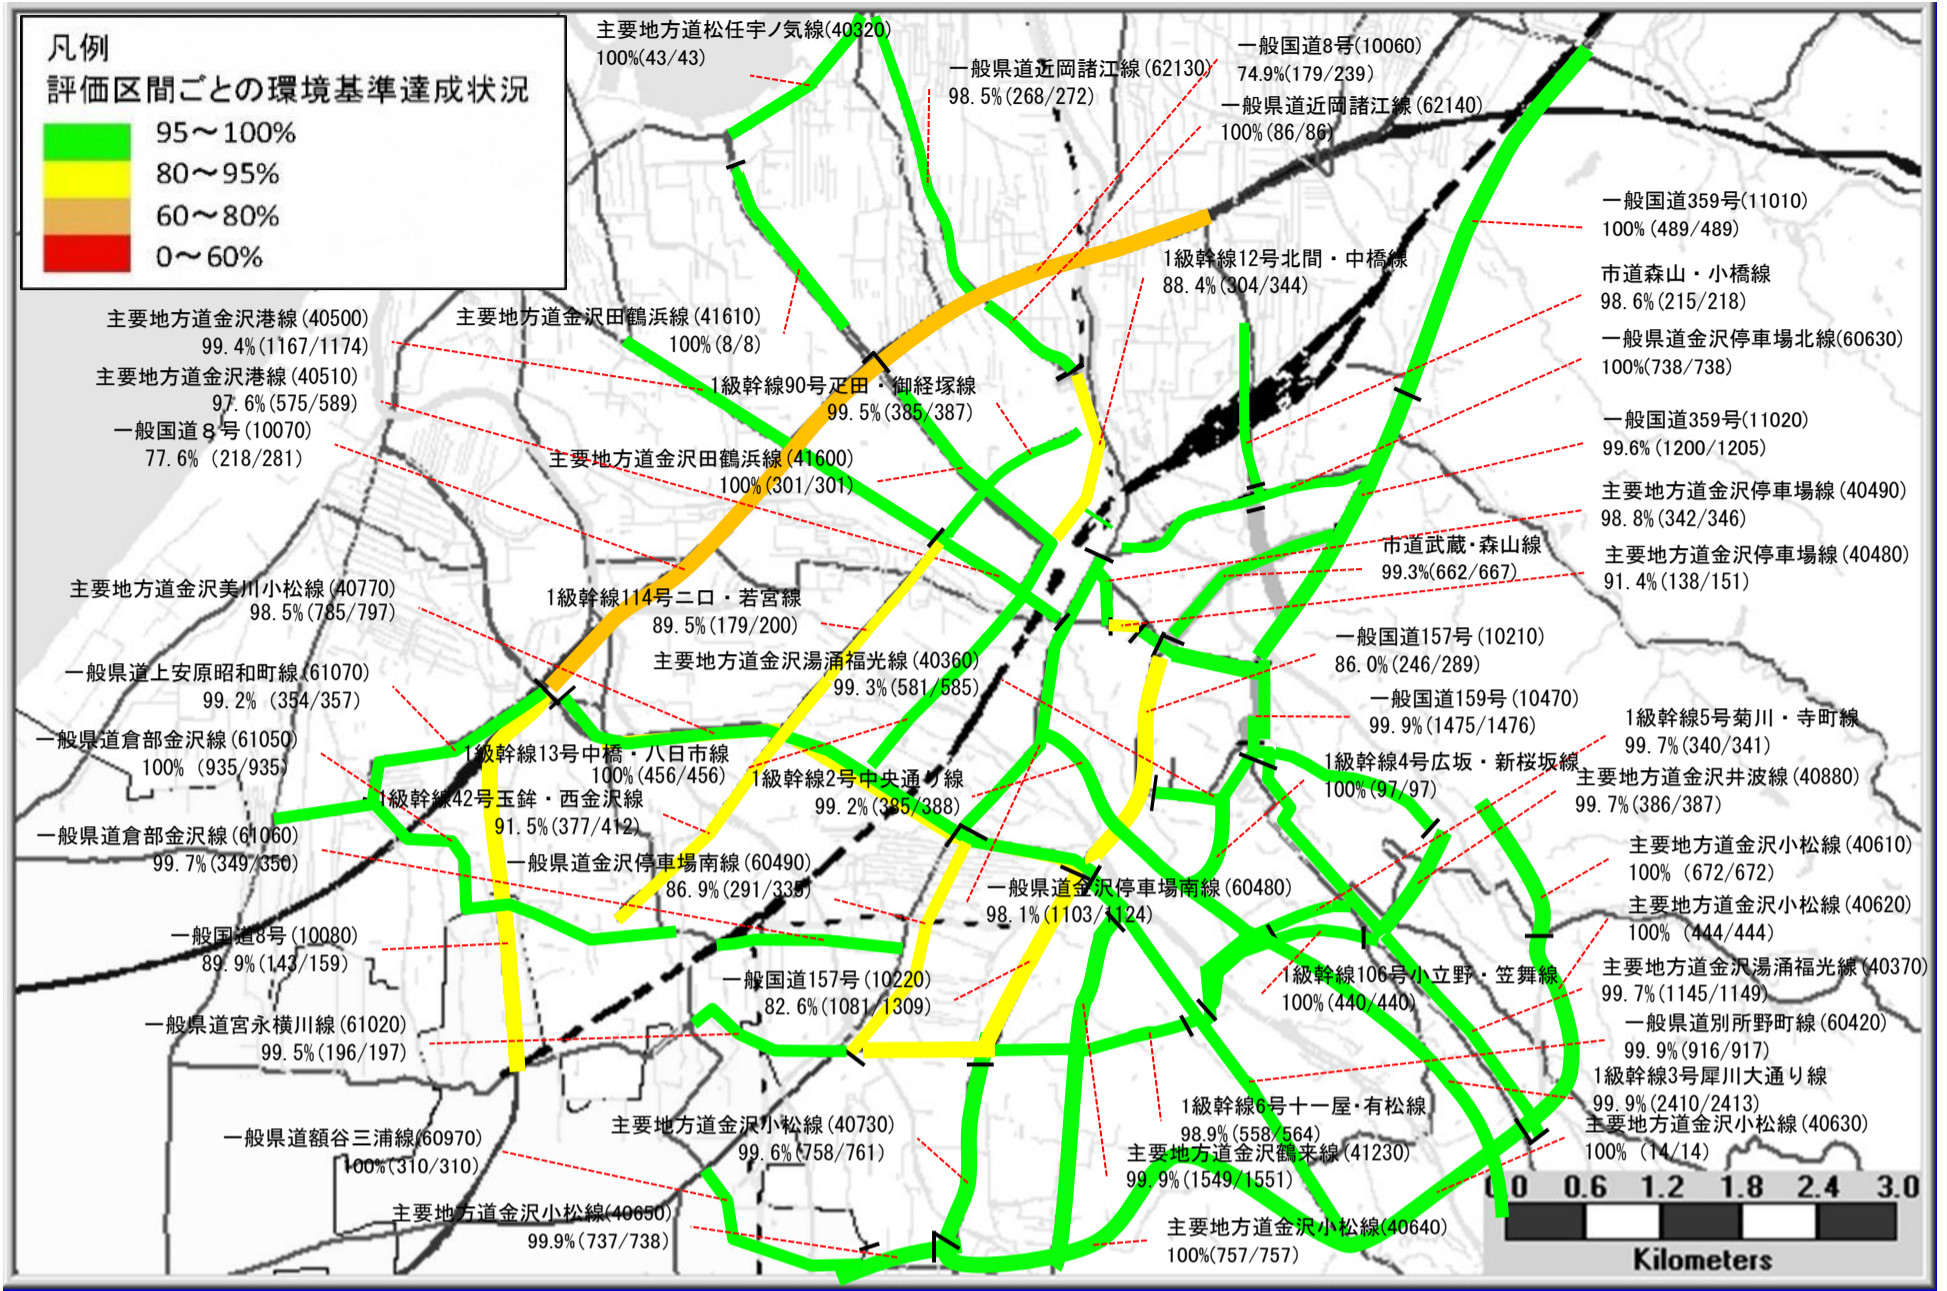 凡例
評価区間ごとの環境基準達成状況
95～100%
80～95%
60～80%
0～60%
主要地方道松任宇ノ気線(40320)
100%(43/43)
一般県道近岡諸江線(62130)
98.5%(268/272)
一般国道8号(10060)
74.9%(179/239)
一般県道近岡諸江線(62140)
100%(86/86)
一般国道359号(11010)
100%(489/489)
1級幹線12号北間・中橋線
88.4%(304/344)
市道森山・小橋線
98.6%(215/218)
主要地方道金沢港線(40500)
99.4%(1167/1174)
主要地方道金沢田鶴浜線(41610)
100%(8/8)
一般県道金沢停車場北線(60630)
100%(738/738)
主要地方道金沢港線(40510)
97.6%(575/589)
1級幹線90号疋田・御経塚線
99.5%(385/387)
一般国道359号(11020)
99.6%(1200/1205)
一般国道８号(10070)
77.6% (218/281)
主要地方道金沢田鶴浜線(41600)
100%(301/301)
主要地方道金沢停車場線(40490)
98.8%(342/346)
市道武蔵・森山線
99.3%(662/667)
主要地方道金沢停車場線(40480)
91.4%(138/151)
主要地方道金沢美川小松線(40770)
98.5%(785/797)
1級幹線114号二口・若宮線
89.5%(179/200)
一般国道157号(10210)
86.0%(246/289)
主要地方道金沢湯涌福光線(40360)
99.3%(581/585)
一般県道上安原昭和町線(61070)
99.2% (354/357)
一般国道159号(10470)
99.9%(1475/1476)
1級幹線5号菊川・寺町線
99.7%(340/341)
一般県道倉部金沢線(61050)
100% (935/935)
1級幹線13号中橋・八日市線
100%(456/456)
1級幹線2号中央通り線
99.2%(385/388)
1級幹線4号広坂・新桜坂線
100%(97/97)
主要地方道金沢井波線(40880)
99.7%(386/387)
1級幹線42号玉鉾・西金沢線
91.5%(377/412)
一般県道倉部金沢線(61060)
99.7%(349/350)
主要地方道金沢小松線(40610)
100% (672/672)
一般県道金沢停車場南線(60490)
86.9%(291/335)
一般県道金沢停車場南線(60480)
98.1%(1103/1124)
主要地方道金沢小松線(40620)
100% (444/444)
一般国道8号(10080)
89.9%(143/159)
一般国道157号(10220)
82.6%(1081/1309)
1級幹線106号小立野・笠舞線
100%(440/440)
主要地方道金沢湯涌福光線(40370)
99.7%(1145/1149)
一般県道宮永横川線(61020)
99.5%(196/197)
一般県道別所野町線(60420)
99.9%(916/917)
1級幹線3号犀川大通り線
99.9%(2410/2413)
1級幹線6号十一屋・有松線
98.9%(558/564)
主要地方道金沢小松線(40730)
99.6%(758/761)
主要地方道金沢小松線(40630)
100% (14/14)
一般県道額谷三浦線(60970)
100%(310/310)
主要地方道金沢鶴来線(41230)
99.9%(1549/1551)
主要地方道金沢小松線(40650)
99.9%(737/738)
主要地方道金沢小松線(40640)
100%(757/757)
0.0 0.6 1.2 1.8 2.4 3.0
Kilometers